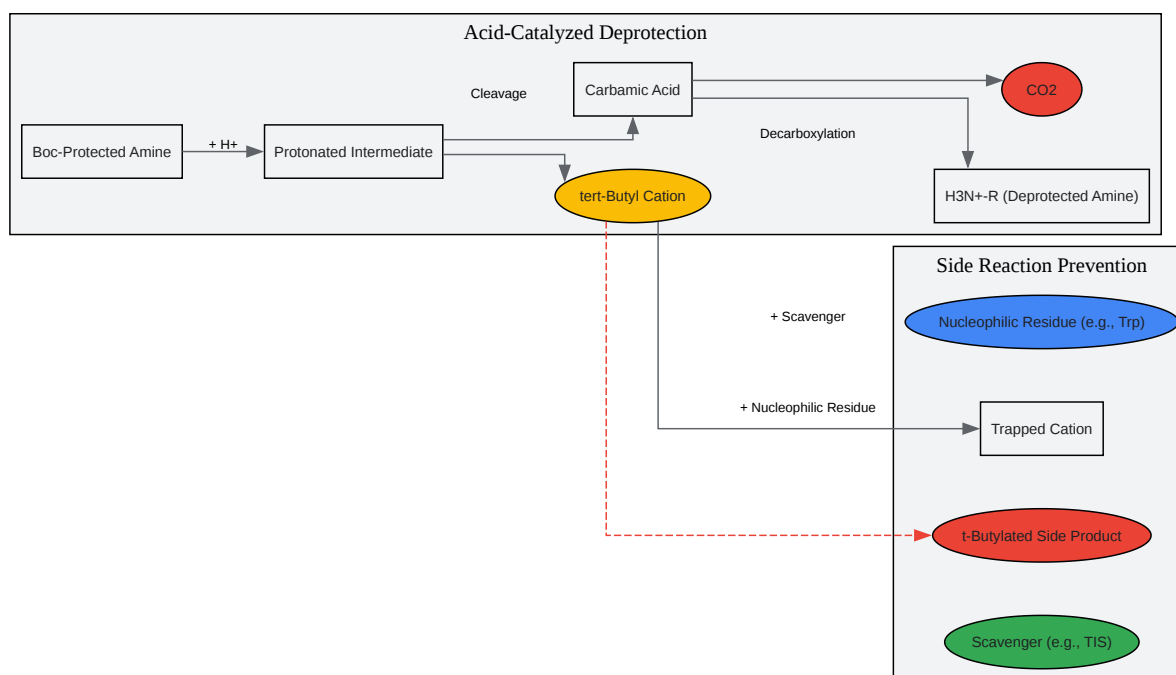 Acid-Catalyzed Deprotection
Cleavage
Carbamic Acid
CO2
Boc-Protected Amine
+ H+
Protonated Intermediate
Decarboxylation
tert-Butyl Cation
H3N+-R (Deprotected Amine)
Side Reaction Prevention
+ Scavenger
Nucleophilic Residue (e.g., Trp)
+ Nucleophilic Residue
Trapped Cation
t-Butylated Side Product
Scavenger (e.g., TIS)